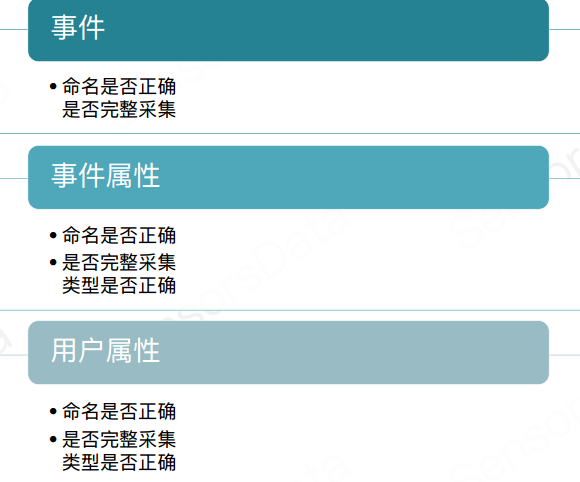 事件
• 命名是否正确
是否完整采集
事件属性
• 命名是否正确
• 是否完整采集
类型是否正确
SensorsData
用户属性
• 命名是否正确
• 是否完整采集
类型是否正确